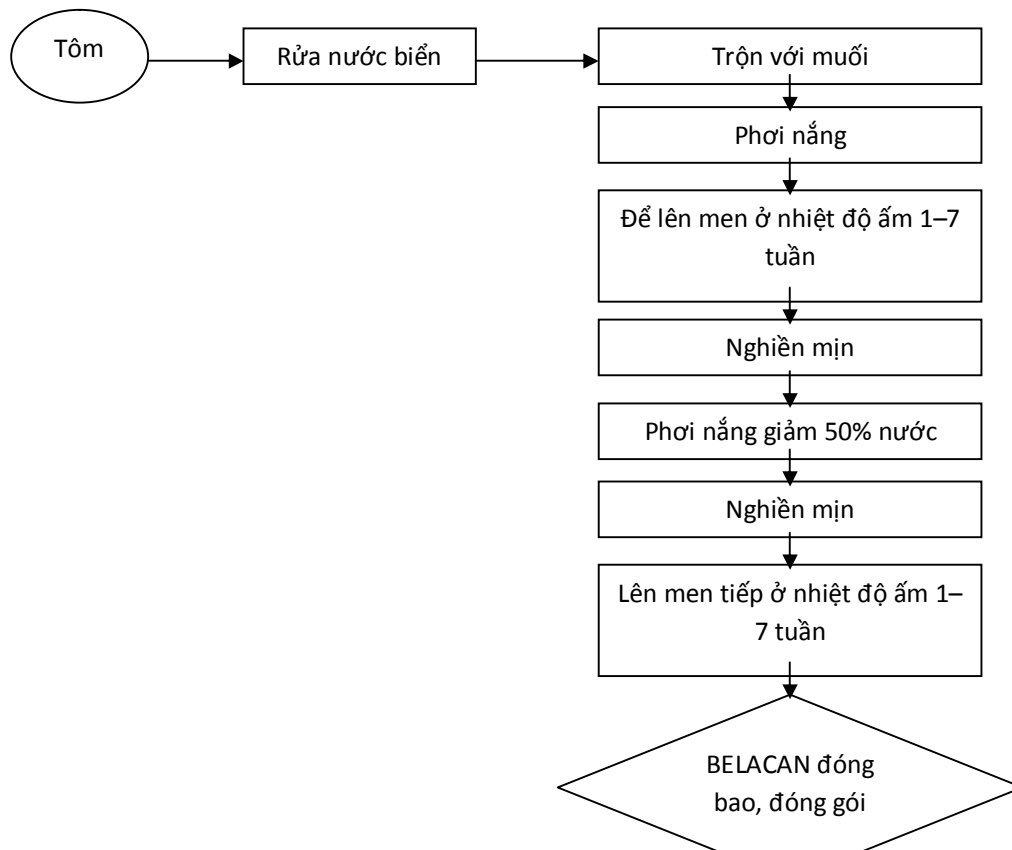 Tôm
Rửa nước biển
Trộn với muối
Phơi nắng
Để lên men ở nhiệt độ ấm 1–7
tuần
Nghiền mịn
Phơi nắng giảm 50% nước
Nghiền mịn
Lên men tiếp ở nhiệt độ ấm 1–
7 tuần
BELACAN đóng
bao, đóng gói